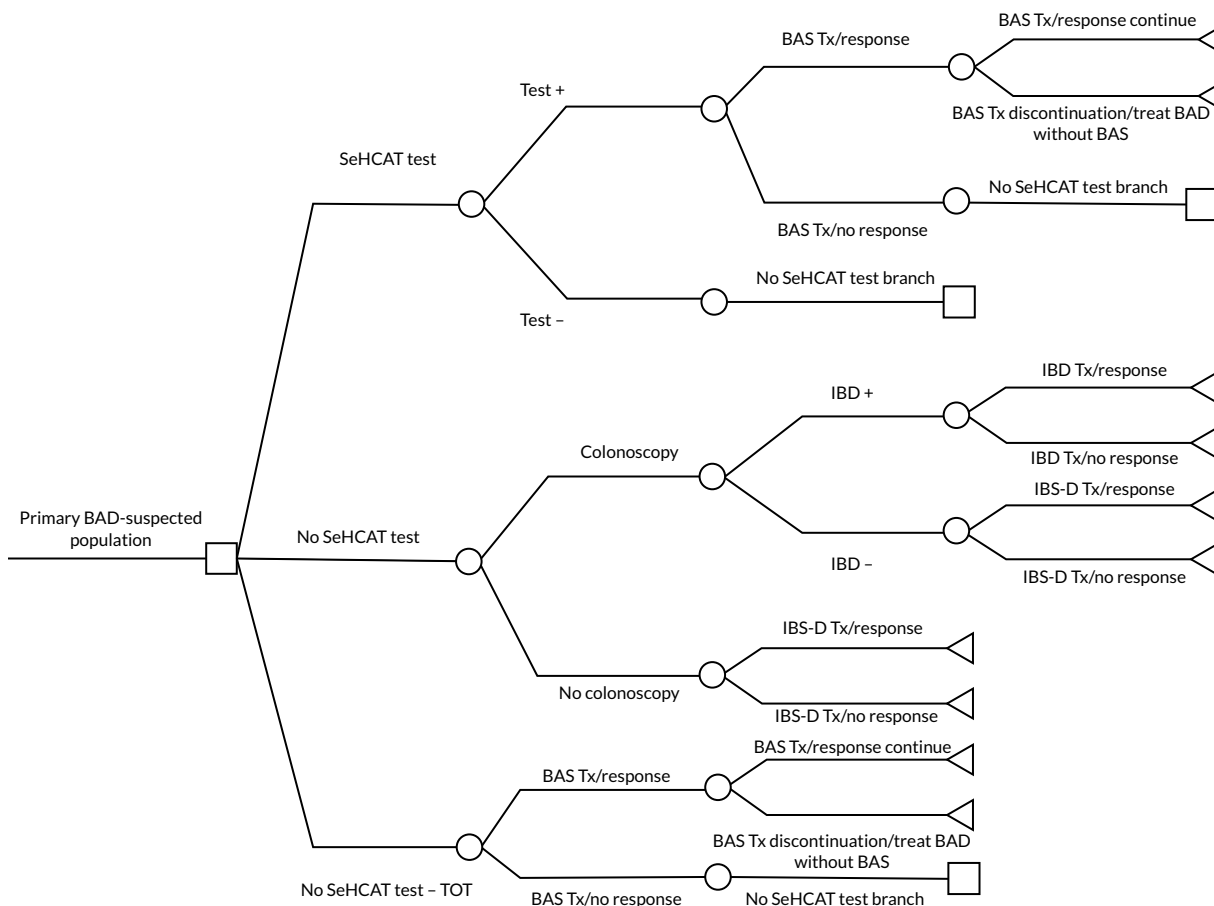 BAS Tx/response continue
BAS Tx/response
BAS Tx discontinuation/treat BAD
without BAS
Test +
SeHCAT test
No SeHCAT test branch
BAS Tx/no response
No SeHCAT test branch
Test –
IBD Tx/response
IBD +
IBD Tx/no response
Colonoscopy
IBS-D Tx/response
IBD –
IBS-D Tx/no response
Primary BAD-suspected
population
No SeHCAT test
IBS-D Tx/response
No colonoscopy
IBS-D Tx/no response
BAS Tx/response continue
BAS Tx/response
BAS Tx discontinuation/treat BAD
without BAS
No SeHCAT test – TOT
BAS Tx/no response
No SeHCAT test branch